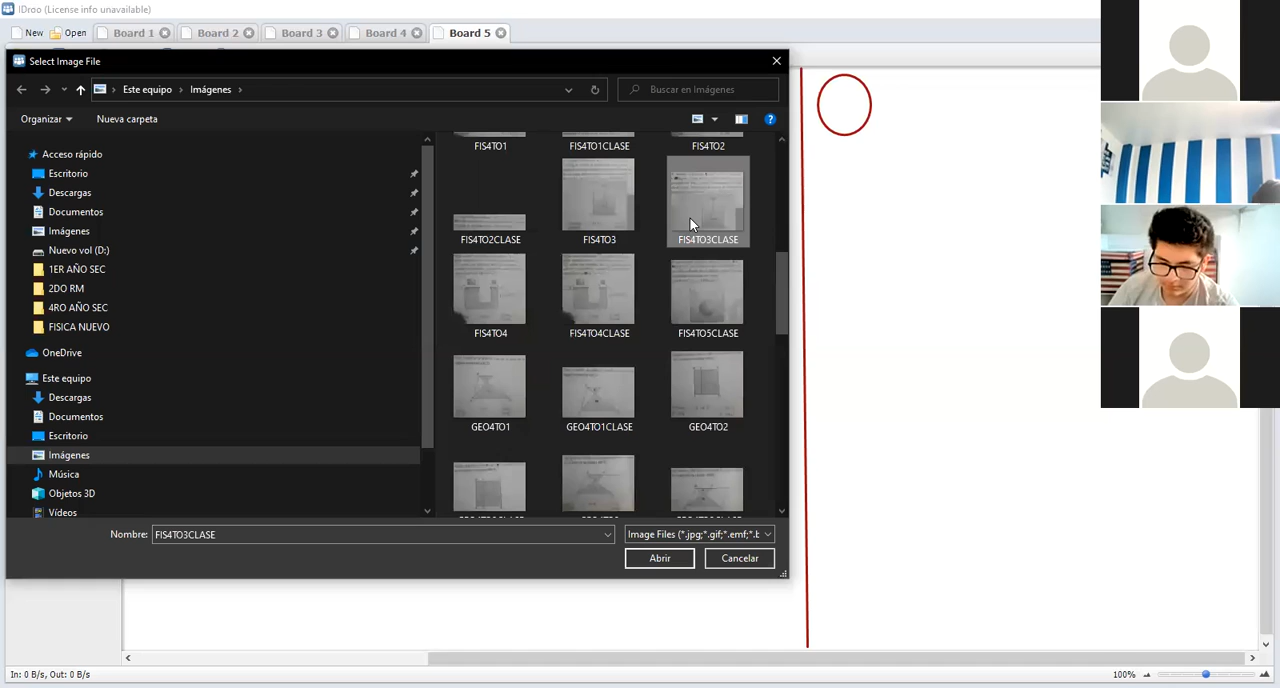 IDroo (License info unavailable)
New Open Board 1 Board 2 Board 3 Board 4 Board 5
Select Image File
Este equipo Imágenes
Buscar en Imágenes
Organizar Nueva carpeta
Acceso rápido
Escritorio
Descargas
Documentos
Imágenes
Nuevo vol (D:)
1ER AÑO SEC
2DO RM
4RO AÑO SEC
FISICA NUEVO
OneDrive
Este equipo
Descargas
Documentos
Escritorio
Imágenes
Música
Objetos 3D
Vídeos
FIS4TO1 FIS4TO1CLASE FIS4TO2
FIS4TO2CLASE FIS4TO3 FIS4TO3CLASE
FIS4TO4 FIS4TO4CLASE FIS4TO5CLASE
GEO4TO1 GEO4TO1CLASE GEO4TO2
Nombre: FIS4TO3CLASE
Image Files (*.jpg;*.gif;*.emf;*.b
Abrir Cancelar
In: 0 B/s, Out: 0 B/s
100%